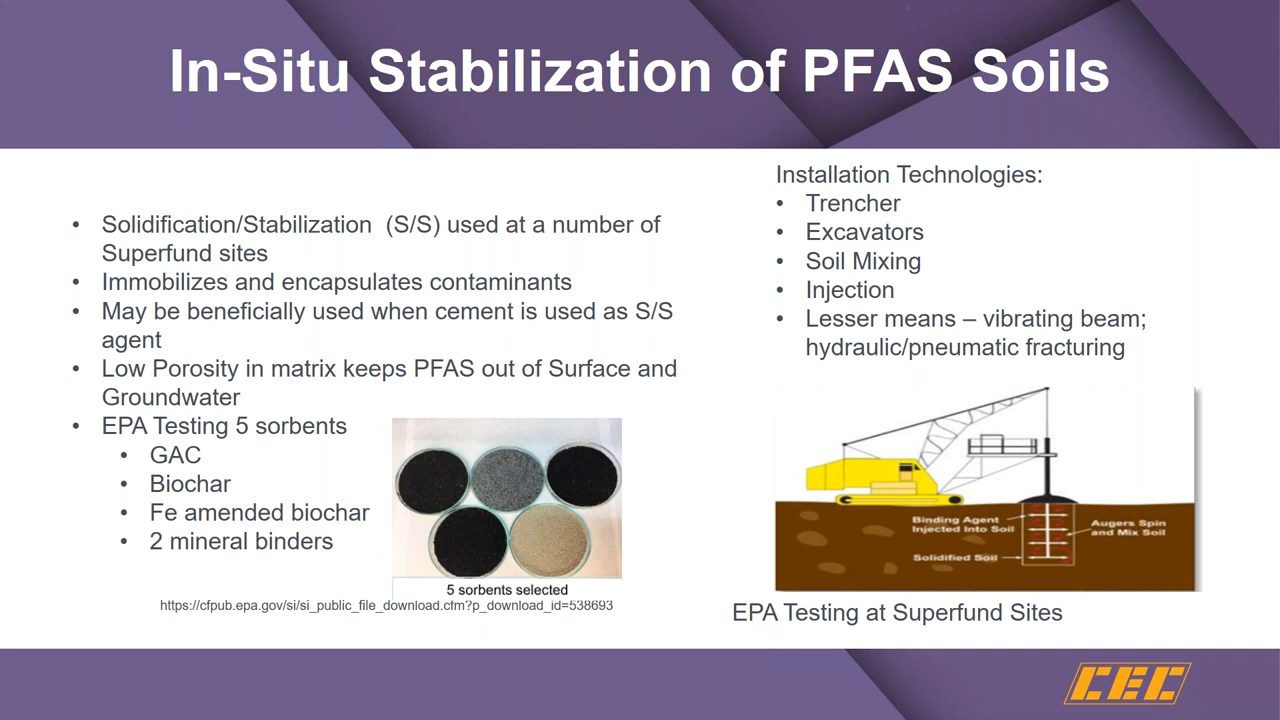 In-Situ Stabilization of PFAS Soils
• Solidification/Stabilization (S/S) used at a number of
Superfund sites
• Immobilizes and encapsulates contaminants
• May be beneficially used when cement is used as S/S
agent
• Low Porosity in matrix keeps PFAS out of Surface and
Groundwater
• EPA Testing 5 sorbents
• GAC
• Biochar
• Fe amended biochar
• 2 mineral binders
5 sorbents selected
https://cfpub.epa.gov/si/si_public_file_download.cfm?p_download_id=538693
Installation Technologies:
• Trencher
• Excavators
• Soil Mixing
• Injection
• Lesser means – vibrating beam;
hydraulic/pneumatic fracturing
Binding Agent
Injected Into Soil
Augers Spin
and Mix Soil
Solidified Soil
EPA Testing at Superfund Sites
CEC